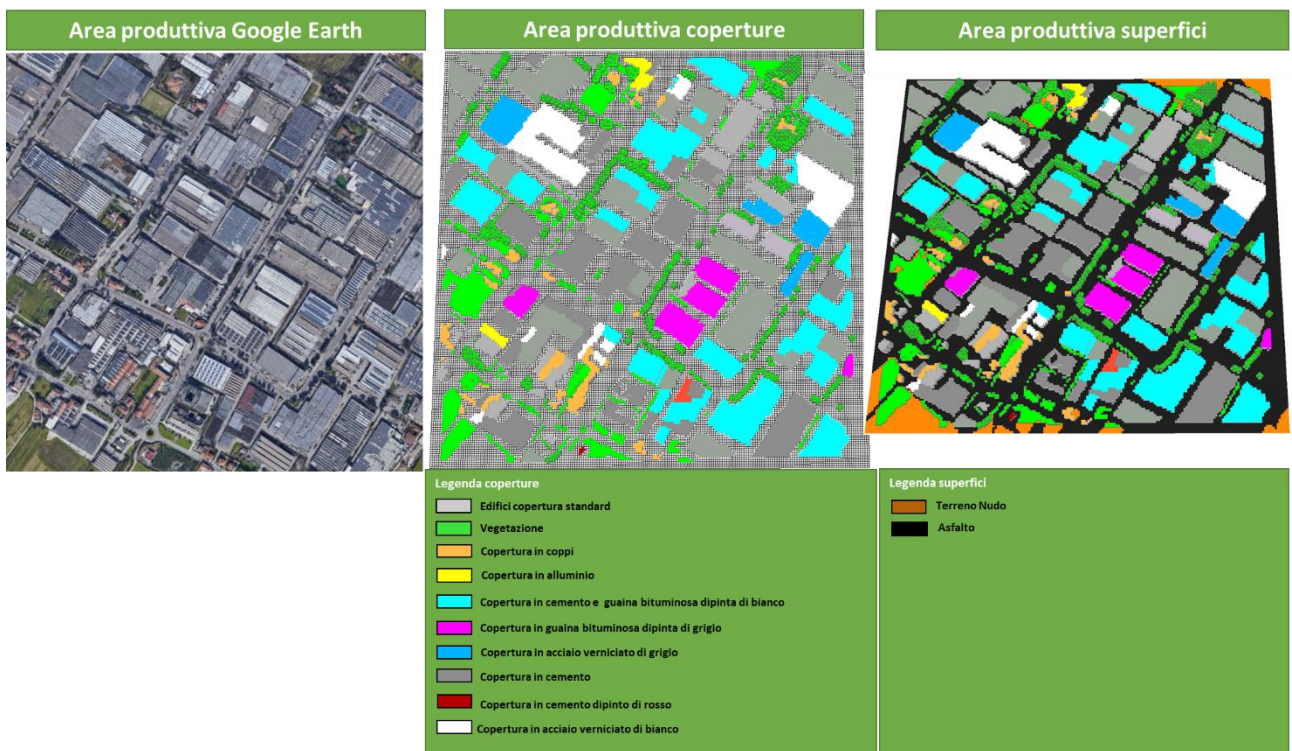 Area produttiva Google Earth
Area produttiva coperture
Area produttiva superfici
Legenda coperture
Edifici copertura standard
Vegetazione
Copertura in coppi
Copertura in alluminio
Copertura in cemento e guaina bituminosa dipinta di bianco
Copertura in guaina bituminosa dipinta di grigio
Copertura in acciaio verniciato di grigio
Copertura in cemento
Copertura in cemento dipinto di rosso
Copertura in acciaio verniciato di bianco
Legenda superfici
Terreno Nudo
Asfalto